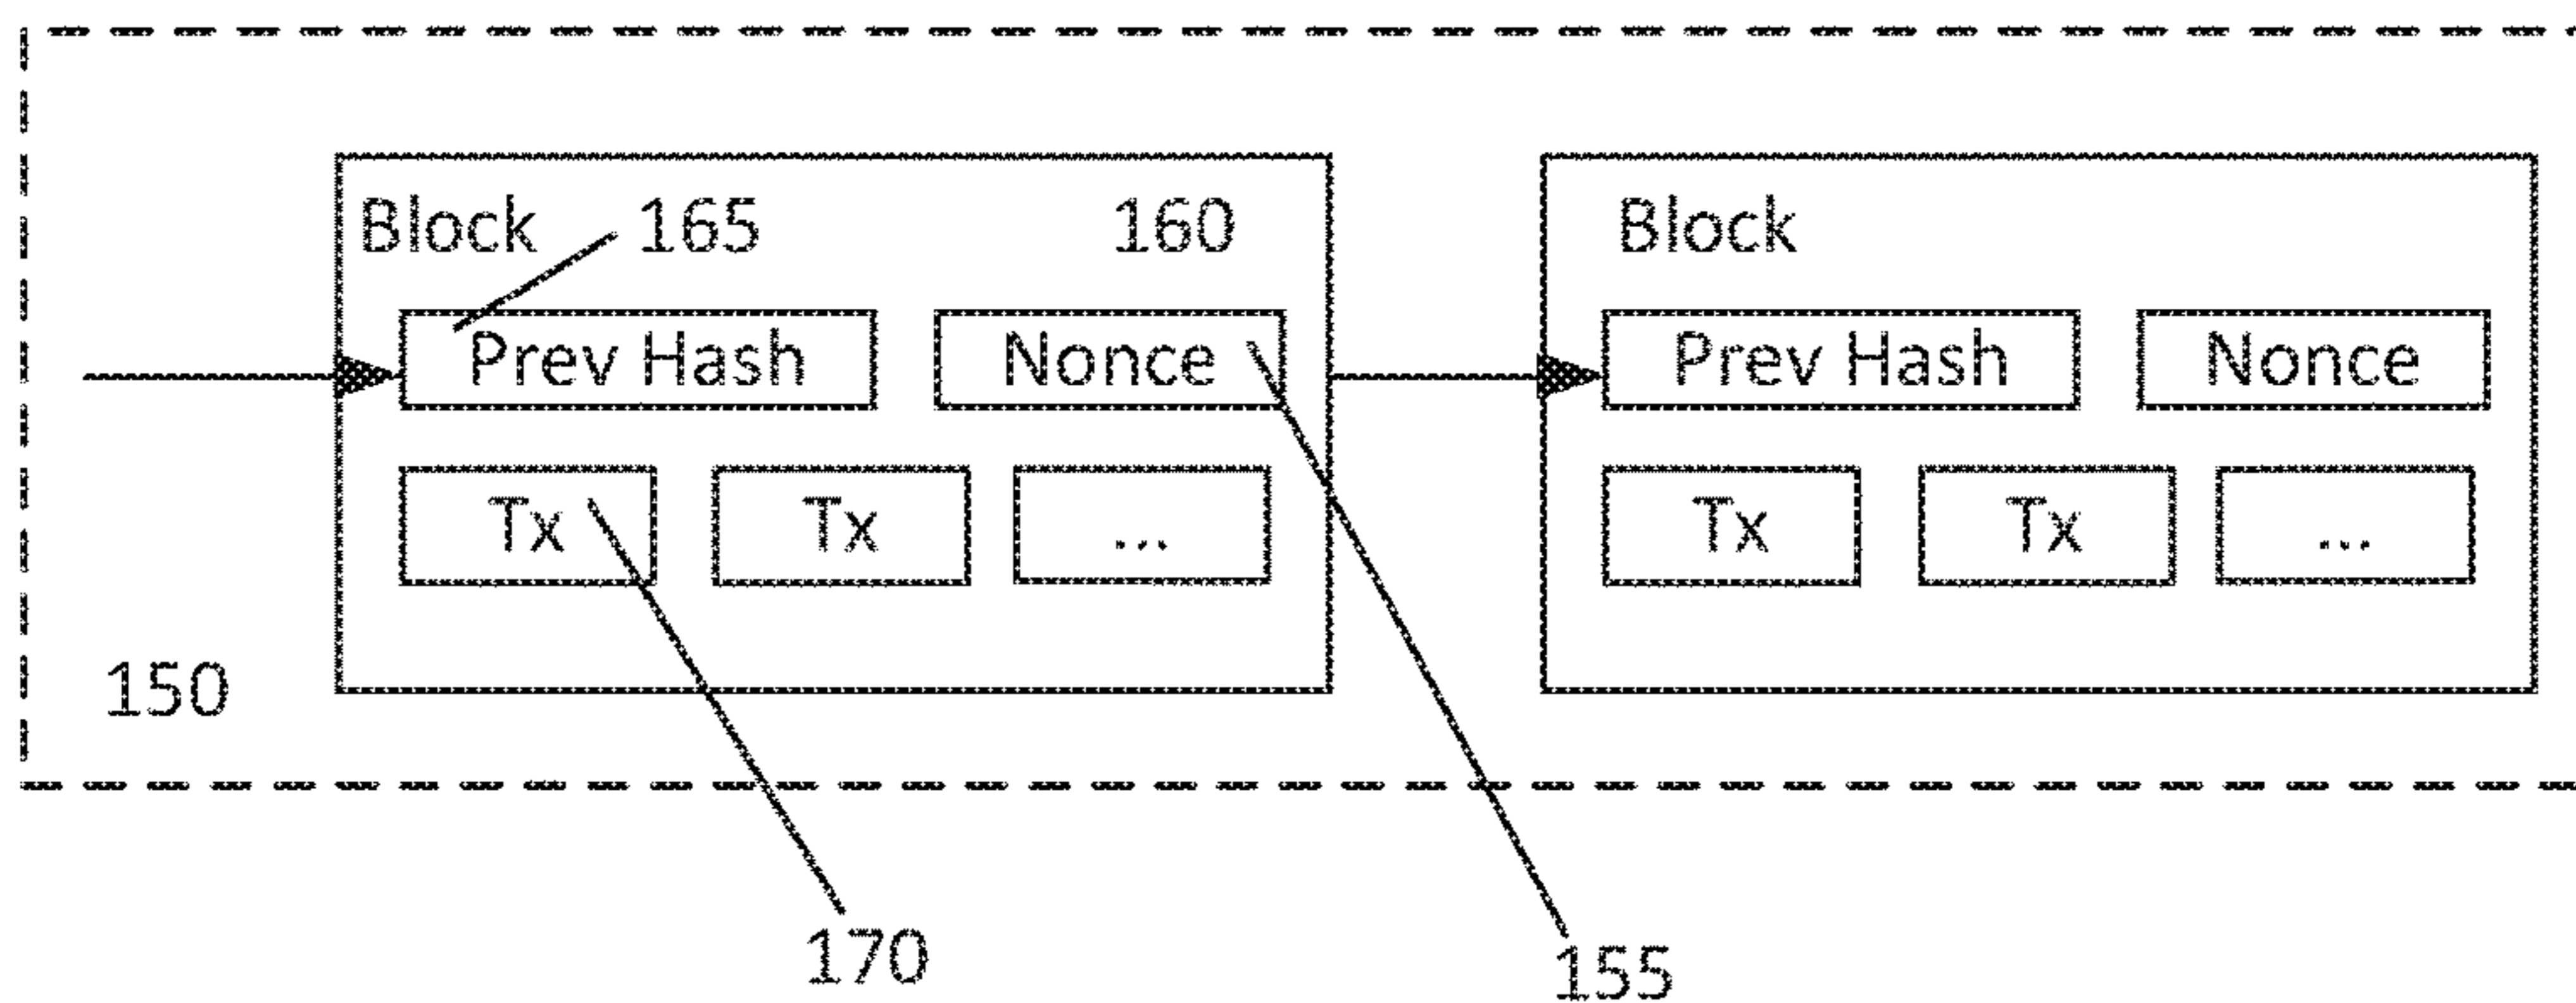 Block 165 160 Block
Prev Hash Nonce Prev Hash Nonce
Tx Tx ... Tx Tx ...
150
170 155